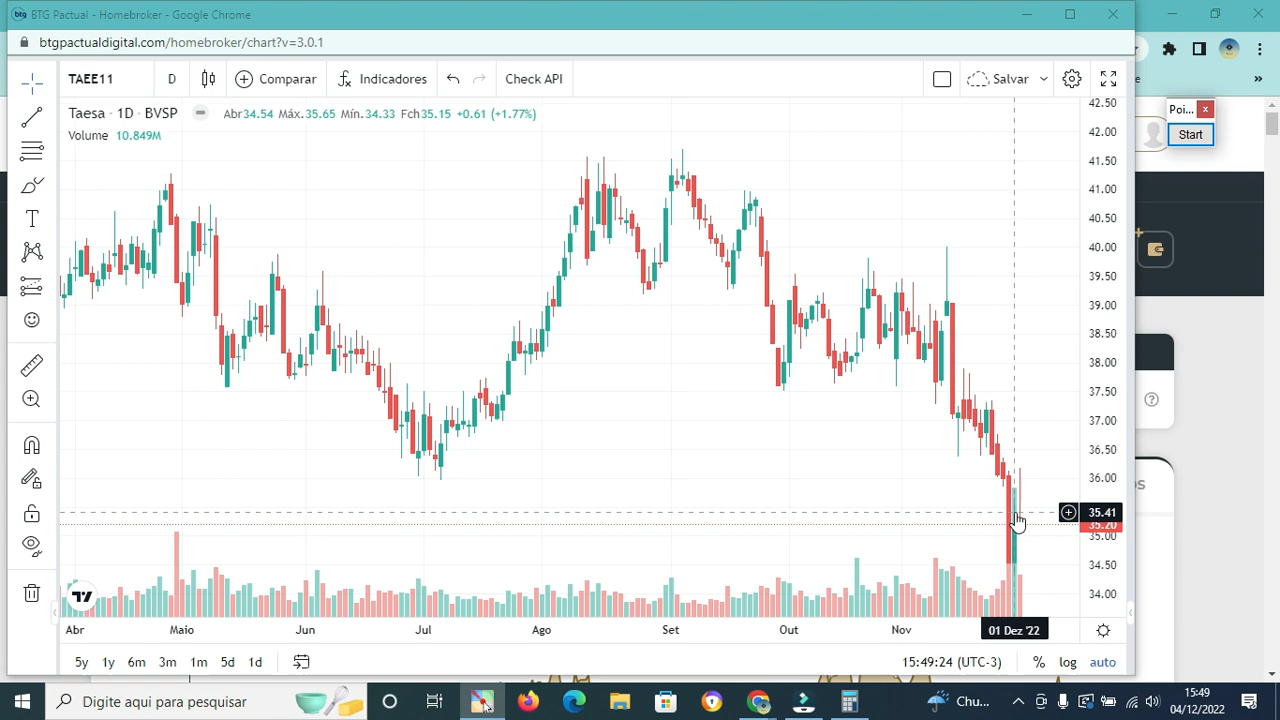 btg BTG Pactual - Homebroker - Google Chrome
btgpactualdigital.com/homebroker/chart?v=3.0.1
TAEE11 D Comparar Indicadores Check API Salvar
Taesa · 1D · BVSP Abr34.54 Máx.35.65 Mín.34.33 Fch35.15 +0.61 (+1.77%)
Volume 10.849M
Poi...
Start
42.50
42.00
41.50
41.00
40.50
40.00
39.50
39.00
38.50
38.00
37.50
37.00
36.50
36.00
35.41
35.20
35.00
34.50
34.00
os
Abr Maio Jun Jul Ago Set Out Nov 01 Dez '22
5y 1y 6m 3m 1m 5d 1d 15:49:24 (UTC-3) % log auto
Digite aqui para pesquisar
Chu...
15:49
04/12/2022